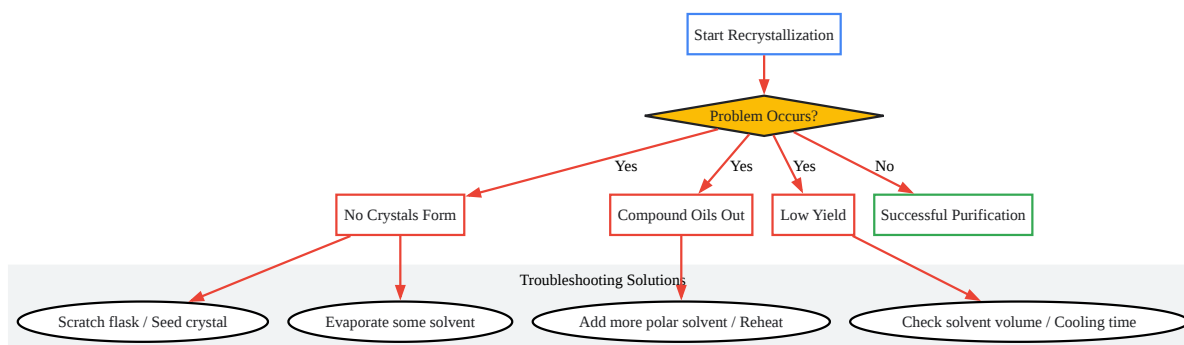 Start Recrystallization
Problem Occurs?
Yes
Yes
Yes
No
No Crystals Form
Compound Oils Out
Low Yield
Successful Purification
Troubleshooting Solutions
Scratch flask / Seed crystal
Evaporate some solvent
Add more polar solvent / Reheat
Check solvent volume / Cooling time